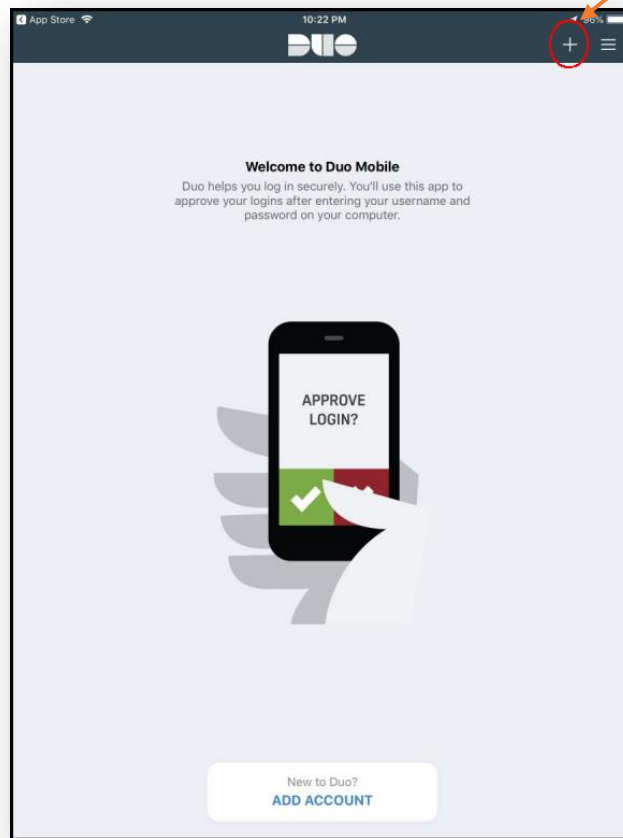 App Store
10:22 PM
96%
DUO
Welcome to Duo Mobile
Duo helps you log in securely. You'll use this app to
approve your logins after entering your username and
password on your computer.
APPROVE
LOGIN?
New to Duo?
ADD ACCOUNT